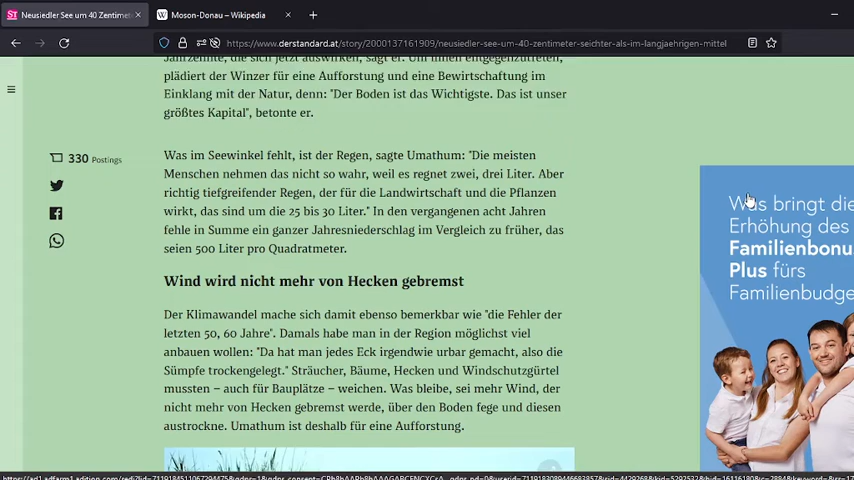 Neusiedler See um 40 Zentimet
Moson-Donau – Wikipedia
https://www.derstandard.at/story/2000137161909/neusiedler-see-um-40-zentimeter-seichter-als-im-langjaehrigen-mittel
Jahrzehnte, die sich jetzt auswirken, sagt er. Um ihnen entgegenzutreten,
plädiert der Winzer für eine Aufforstung und eine Bewirtschaftung im
Einklang mit der Natur, denn: "Der Boden ist das Wichtigste. Das ist unser
größtes Kapital", betonte er.
330 Postings
Was im Seewinkel fehlt, ist der Regen, sagte Umathum: "Die meisten
Menschen nehmen das nicht so wahr, weil es regnet zwei, drei Liter. Aber
richtig tiefgreifender Regen, der für die Landwirtschaft und die Pflanzen
wirkt, das sind um die 25 bis 30 Liter." In den vergangenen acht Jahren
fehle in Summe ein ganzer Jahresniederschlag im Vergleich zu früher, das
seien 500 Liter pro Quadratmeter.
Wind wird nicht mehr von Hecken gebremst
Der Klimawandel mache sich damit ebenso bemerkbar wie "die Fehler der
letzten 50, 60 Jahre". Damals habe man in der Region möglichst viel
anbauen wollen: "Da hat man jedes Eck irgendwie urbar gemacht, also die
Sümpfe trockengelegt." Sträucher, Bäume, Hecken und Windschutzgürtel
mussten – auch für Bauplätze – weichen. Was bleibe, sei mehr Wind, der
nicht mehr von Hecken gebremst werde, über den Boden fege und diesen
austrockne. Umathum ist deshalb für eine Aufforstung.
Was bringt die
Erhöhung des
Familienbonu
Plus fürs
Familienbudge